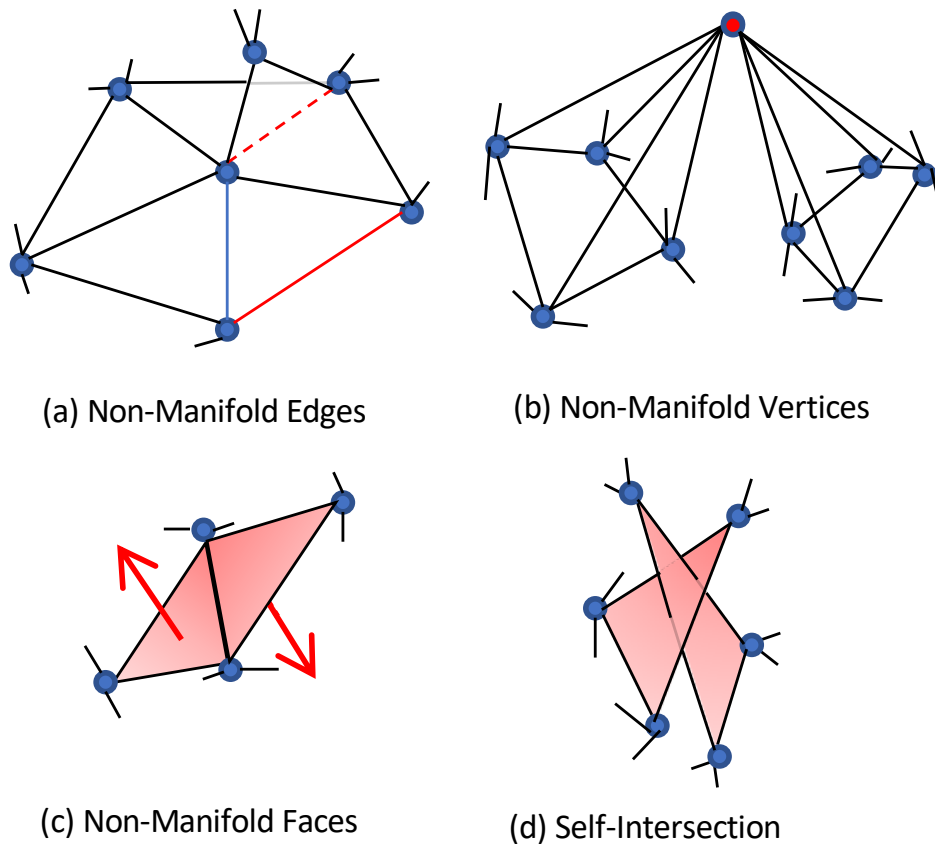 (a) Non-Manifold Edges
(b) Non-Manifold Vertices
(c) Non-Manifold Faces
(d) Self-Intersection